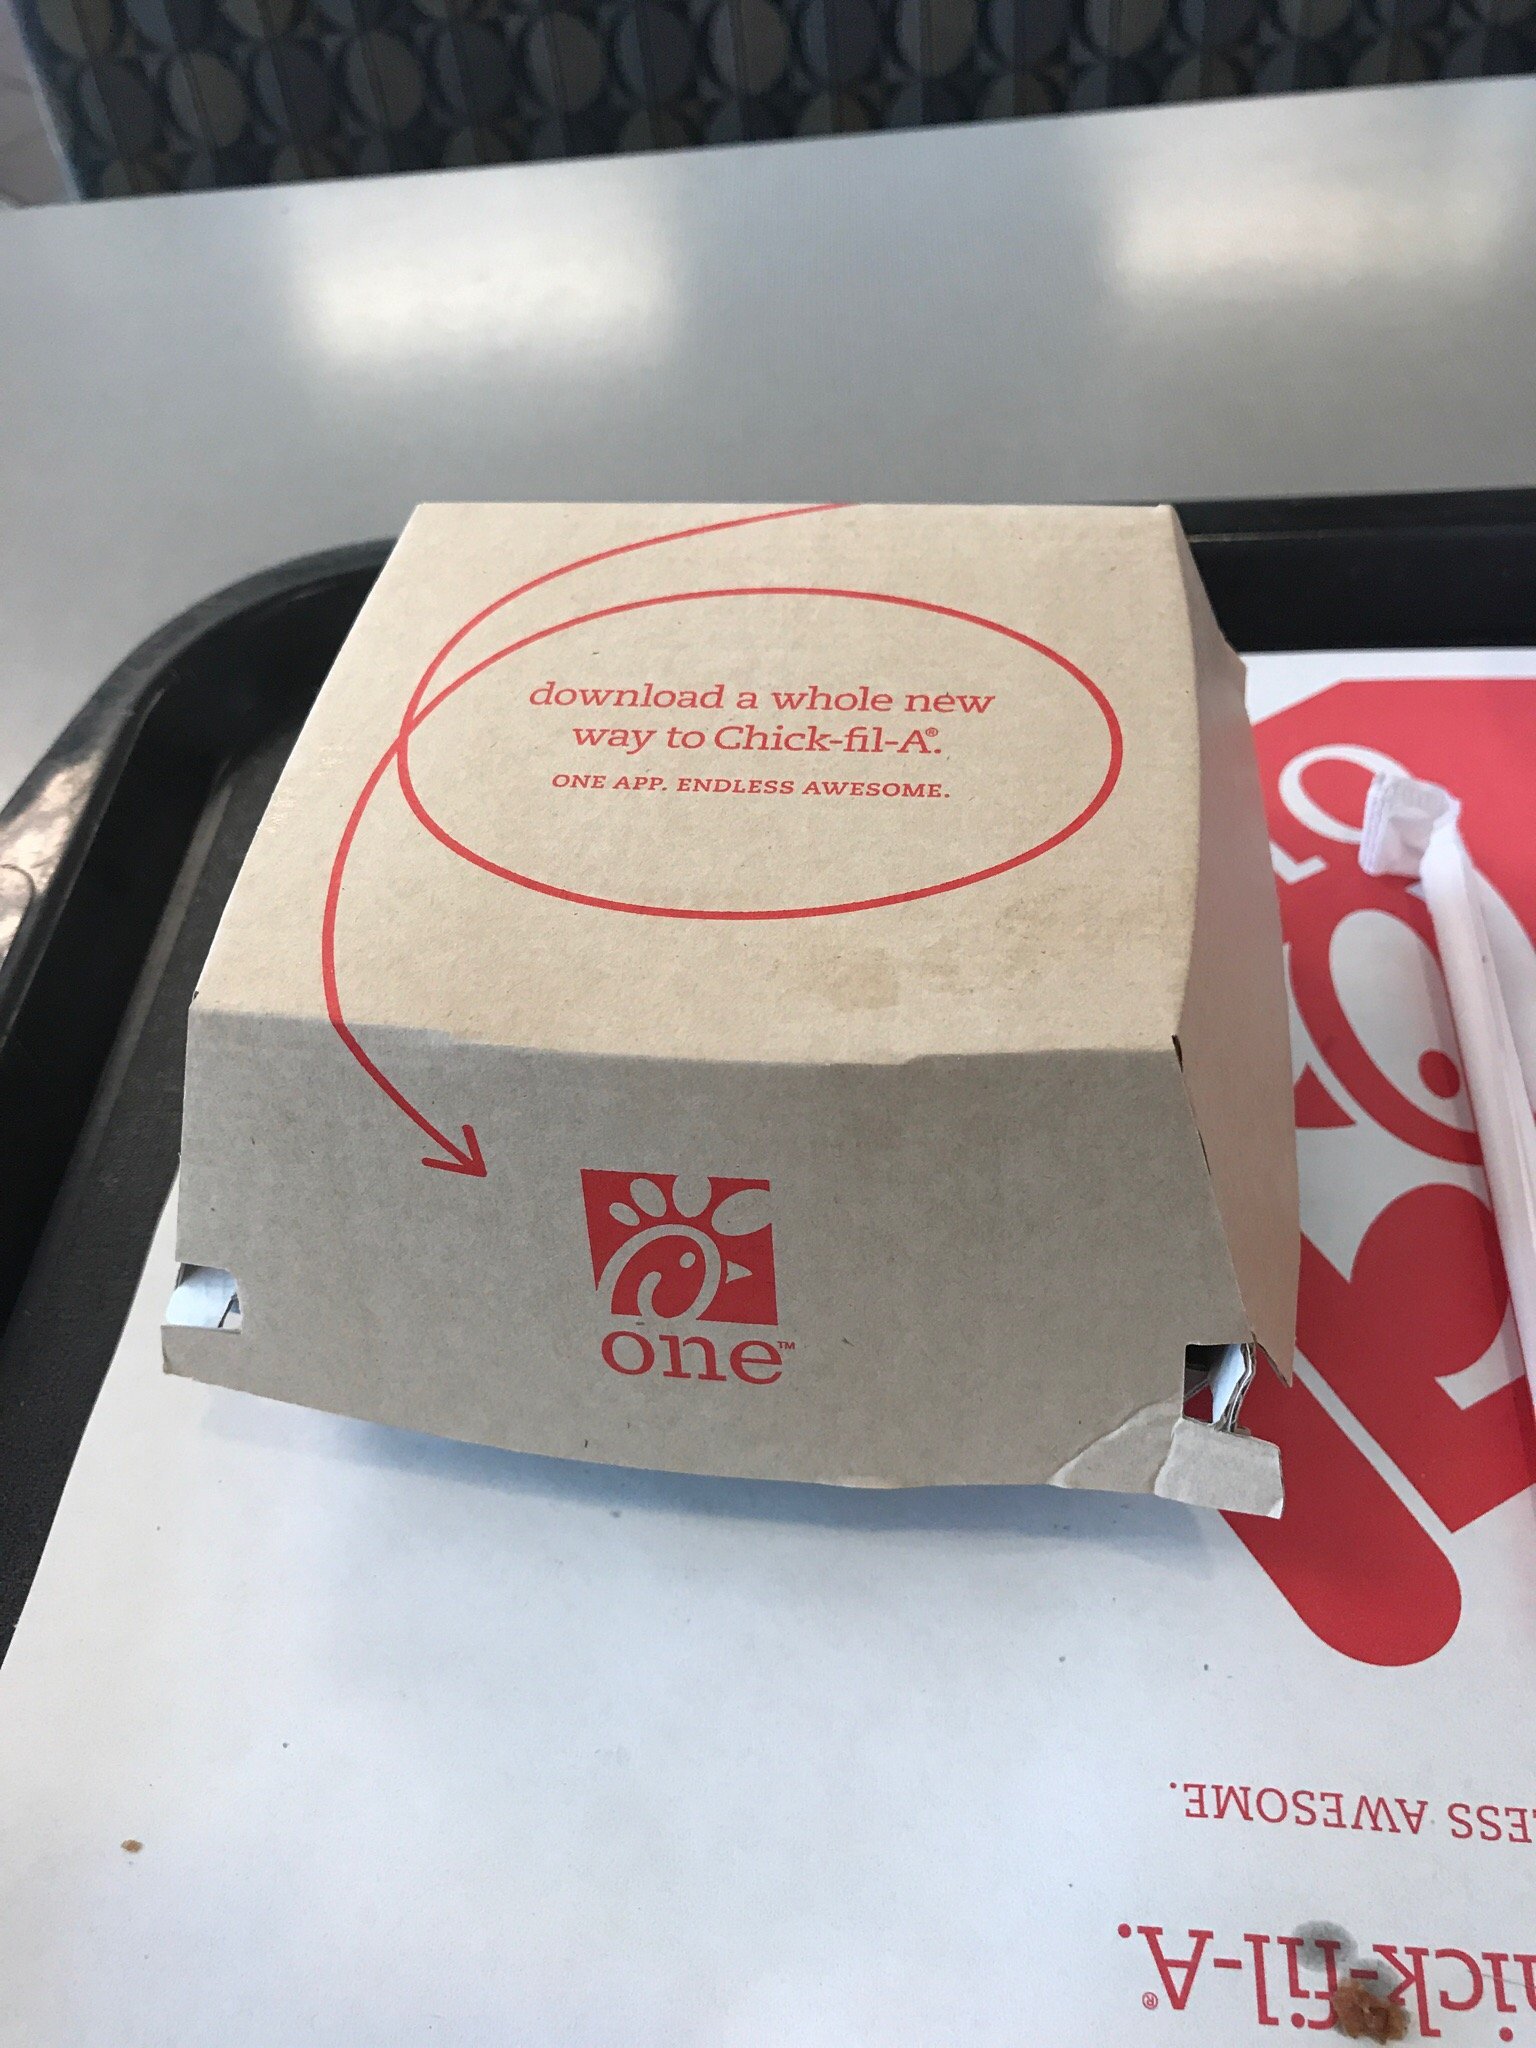 download a whole new
way to Chick-fil-A®.
ONE APP. ENDLESS AWESOME.
one™
ESS AWESOME.
ick-fil-A.®